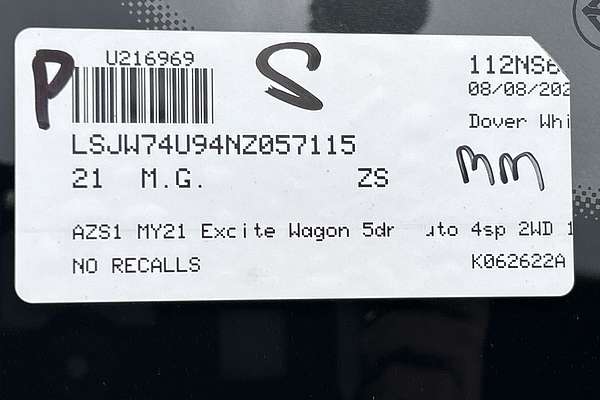 P
U216969
S
112NS6
08/08/202
LSJW74U94NZ057115
Dover Whi
21 M.G. ZS
mm
AZS1 MY21 Excite Wagon 5dr uto 4sp 2WD 1
NO RECALLS
K062622A